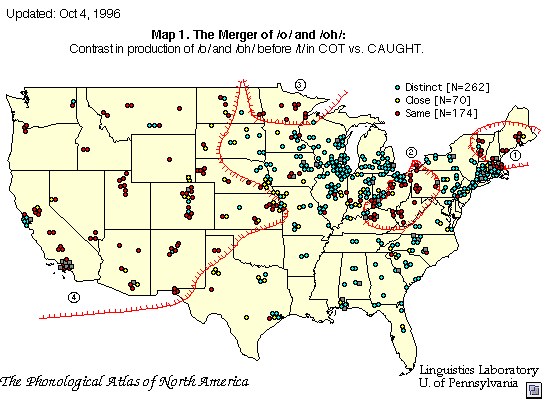 Updated: Oct 4, 1996
Map 1. The Merger of /o/ and /oh/:
Contrast in production of /o/ and /oh/ before /t/ in COT vs. CAUGHT.
Distinct [N=262]
Close [N=70]
Same [N=174]
3
2
1
4
The Phonological Atlas of North America
Linguistics Laboratory
U. of Pennsylvania